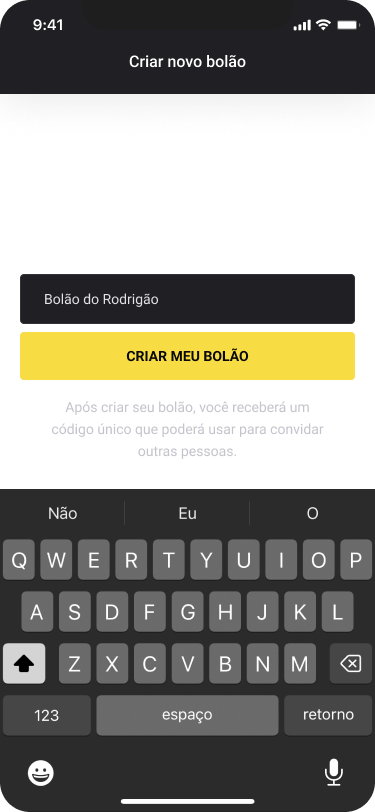 9:41
Criar novo bolão
Bolão do Rodrigão
CRIAR MEU BOLÃO
Após criar seu bolão, você receberá um
código único que poderá usar para convidar
outras pessoas.
Não Eu O
Q W E R T Y U I O P
A S D F G H J K L
Z X C V B N M
123 espaço retorno